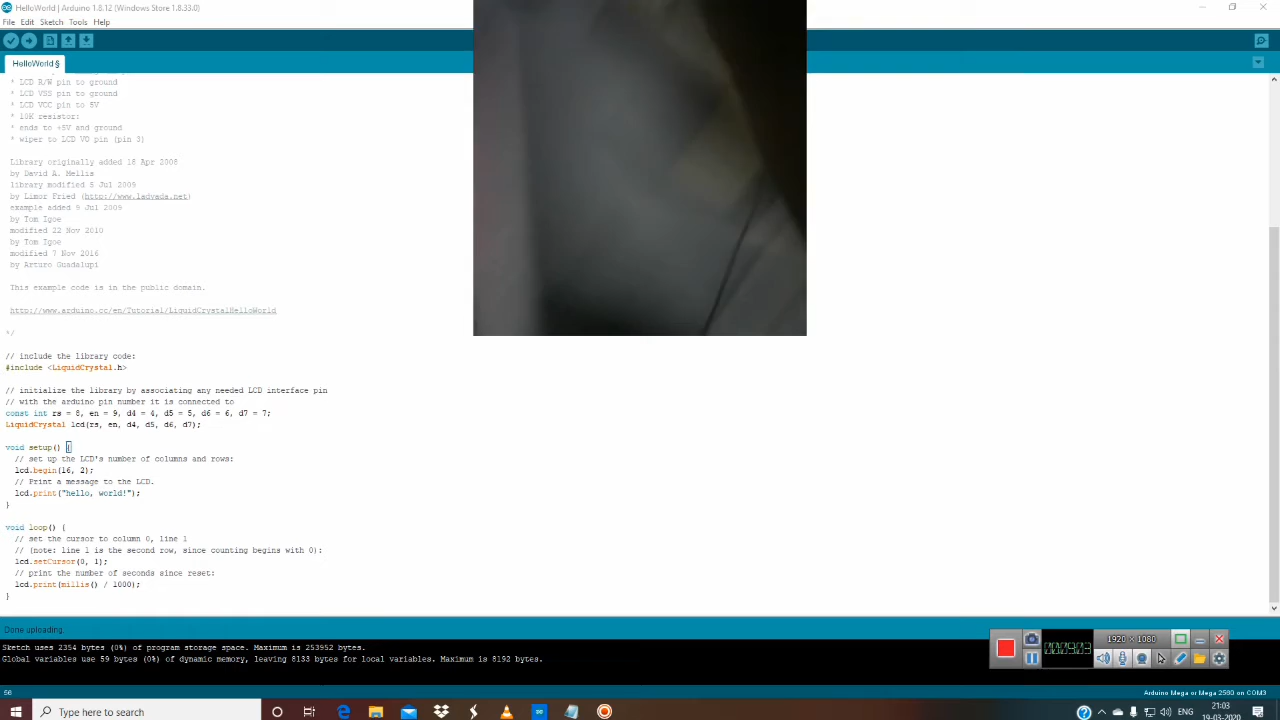 HelloWorld | Arduino 1.8.12 (Windows Store 1.8.33.0)
File Edit Sketch Tools Help
HelloWorld §
* LCD R/W pin to ground
* LCD VSS pin to ground
* LCD VCC pin to 5V
* 10K resistor:
* ends to +5V and ground
* wiper to LCD VO pin (pin 3)
Library originally added 18 Apr 2008
by David A. Mellis
library modified 5 Jul 2009
by Limor Fried (http://www.ladyada.net)
example added 9 Jul 2009
by Tom Igoe
modified 22 Nov 2010
by Tom Igoe
modified 7 Nov 2016
by Arturo Guadalupi
This example code is in the public domain.
http://www.arduino.cc/en/Tutorial/LiquidCrystalHelloWorld
*/
// include the library code:
#include <LiquidCrystal.h>
// initialize the library by associating any needed LCD interface pin
// with the arduino pin number it is connected to
const int rs = 8, en = 9, d4 = 4, d5 = 5, d6 = 6, d7 = 7;
LiquidCrystal lcd(rs, en, d4, d5, d6, d7);
void setup() {
// set up the LCD's number of columns and rows:
lcd.begin(16, 2);
// Print a message to the LCD.
lcd.print("hello, world!");
}
void loop() {
// set the cursor to column 0, line 1
// (note: line 1 is the second row, since counting begins with 0):
lcd.setCursor(0, 1);
// print the number of seconds since reset:
lcd.print(millis() / 1000);
}
Done uploading.
Sketch uses 2354 bytes (0%) of program storage space. Maximum is 253952 bytes.
Global variables use 59 bytes (0%) of dynamic memory, leaving 8133 bytes for local variables. Maximum is 8192 bytes.
1920 × 1080
56
Arduino Mega or Mega 2560 on COM3
Type here to search
21:03
19-03-2020